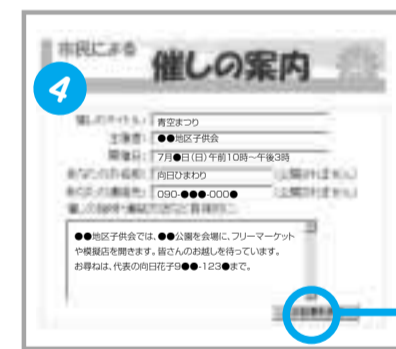 市民による
催しの案内
4
催しのタイトル: 青空まつり
主催者: ●●地区子供会
開催日: 7月●日(日)午前10時~午後3時
あなたのお名前: 向日ひまわり (公開されません)
あなたの連絡先: 090-●●●-000● (公開されません)
●●地区子供会では、●●公園を会場に、フリーマーケット
や模擬店を開きます。皆さんのお越しを待っています。
お尋ねは、代表の向日花子9●●-123●まで。